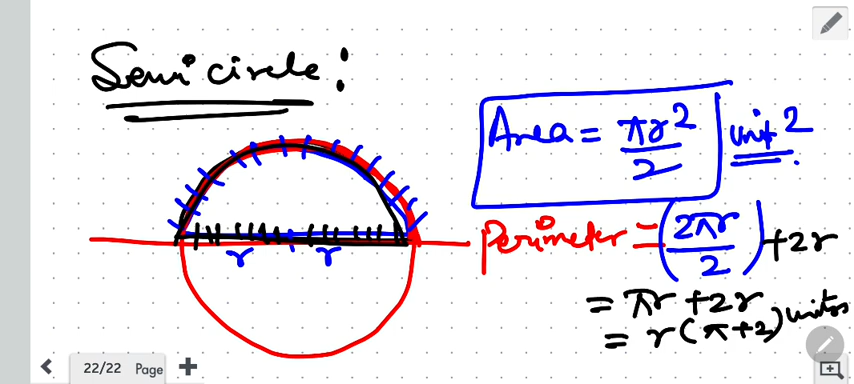 Semi circle:
Area = πr²/2 unit²
Perimeter = (2πr/2) + 2r
r r
= πr + 2r
= r(π+2) units
22/22 Page